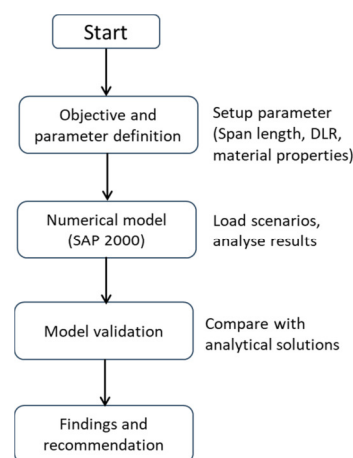 Start
Objective and
parameter definition
Setup parameter
(Span length, DLR,
material properties)
Numerical model
(SAP 2000)
Load scenarios,
analyse results
Model validation
Compare with
analytical solutions
Findings and
recommendation